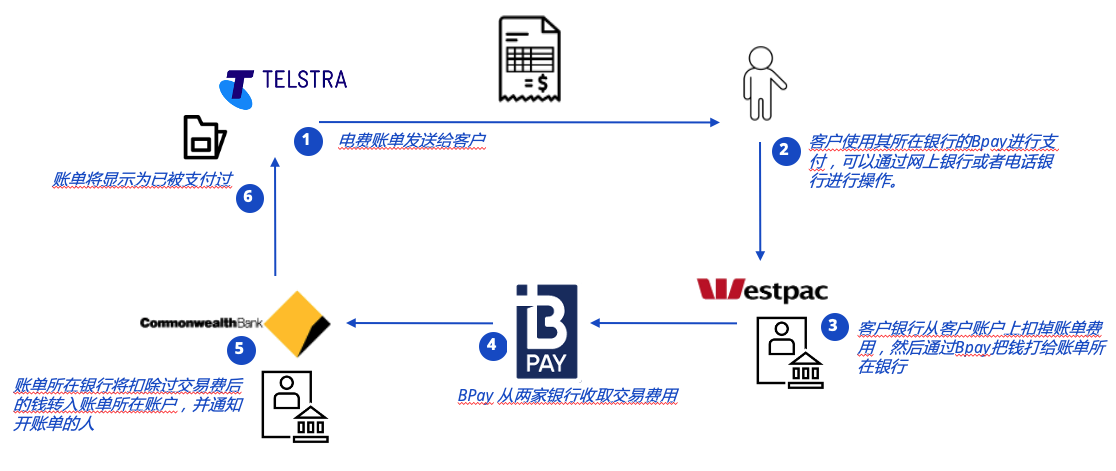 TELSTRA
= $
1
电费账单发送给客户
2
客户使用其所在银行的Bpay进行支
付，可以通过网上银行或者电话银
行进行操作。
账单将显示为已被支付过
6
Westpac
3
客户银行从客户账户上扣掉账单费
用，然后通过Bpay把钱打给账单所
在银行
B
PAY
4
BPay 从两家银行收取交易费用
CommonwealthBank
5
账单所在银行将扣除过交易费后
的钱转入账单所在账户，并通知
开账单的人